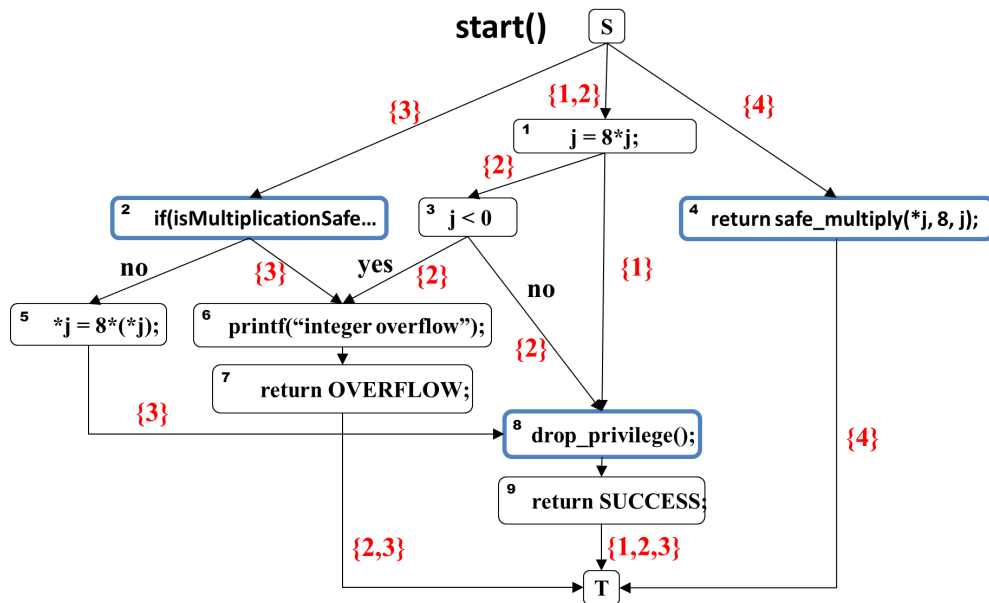 start()
S
{3}
{1,2}
{4}
1 j = 8*j;
{2}
2 if(isMultiplicationSafe…
3 j < 0
4 return safe_multiply(*j, 8, j);
no
{3}
yes
{2}
no
{1}
5 *j = 8*(*j);
6 printf(“integer overflow”);
{2}
7 return OVERFLOW;
{3}
8 drop_privilege();
{4}
9 return SUCCESS;
{2,3}
{1,2,3}
T